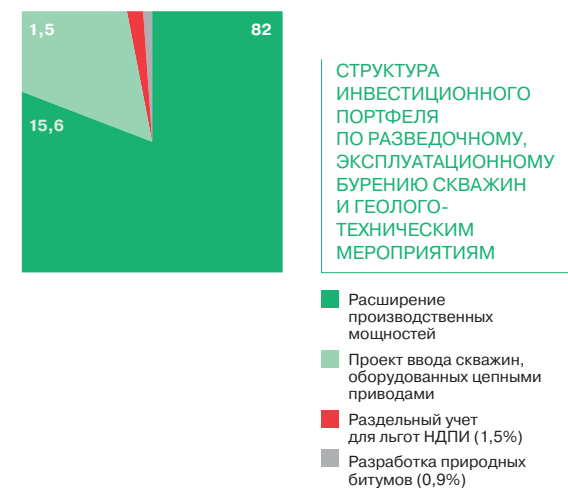 1,5
82
15,6
СТРУКТУРА
ИНВЕСТИЦИОННОГО
ПОРТФЕЛЯ
ПО РАЗВЕДОЧНОМУ,
ЭКСПЛУАТАЦИОННОМУ
БУРЕНИЮ СКВАЖИН
И ГЕОЛОГО-
ТЕХНИЧЕСКИМ
МЕРОПРИЯТИЯМ
Расширение
производственных
мощностей
Проект ввода скважин,
оборудованных цепными
приводами
Раздельный учет
для льгот НДПИ (1,5%)
Разработка природных
битумов (0,9%)